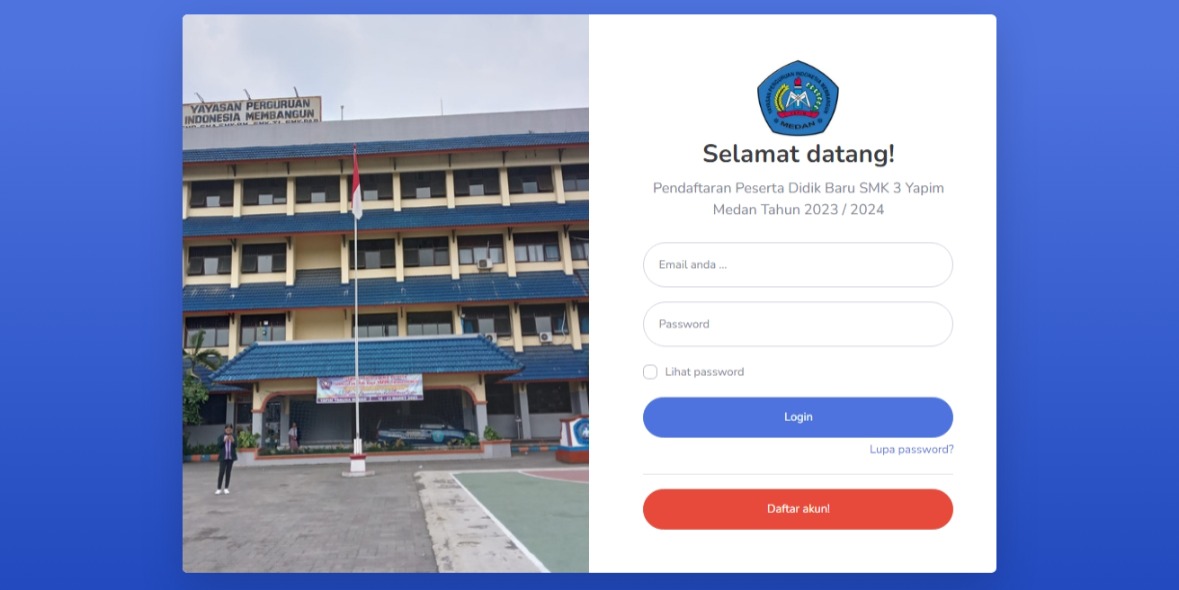 YAYASAN PERGURUAN
INDONESIA MEMBANGUN
MEDAN
Selamat datang!
Pendaftaran Peserta Didik Baru SMK 3 Yapim
Medan Tahun 2023 / 2024
Email anda ...
Password
Lihat password
Login
Lupa password?
Daftar akun!